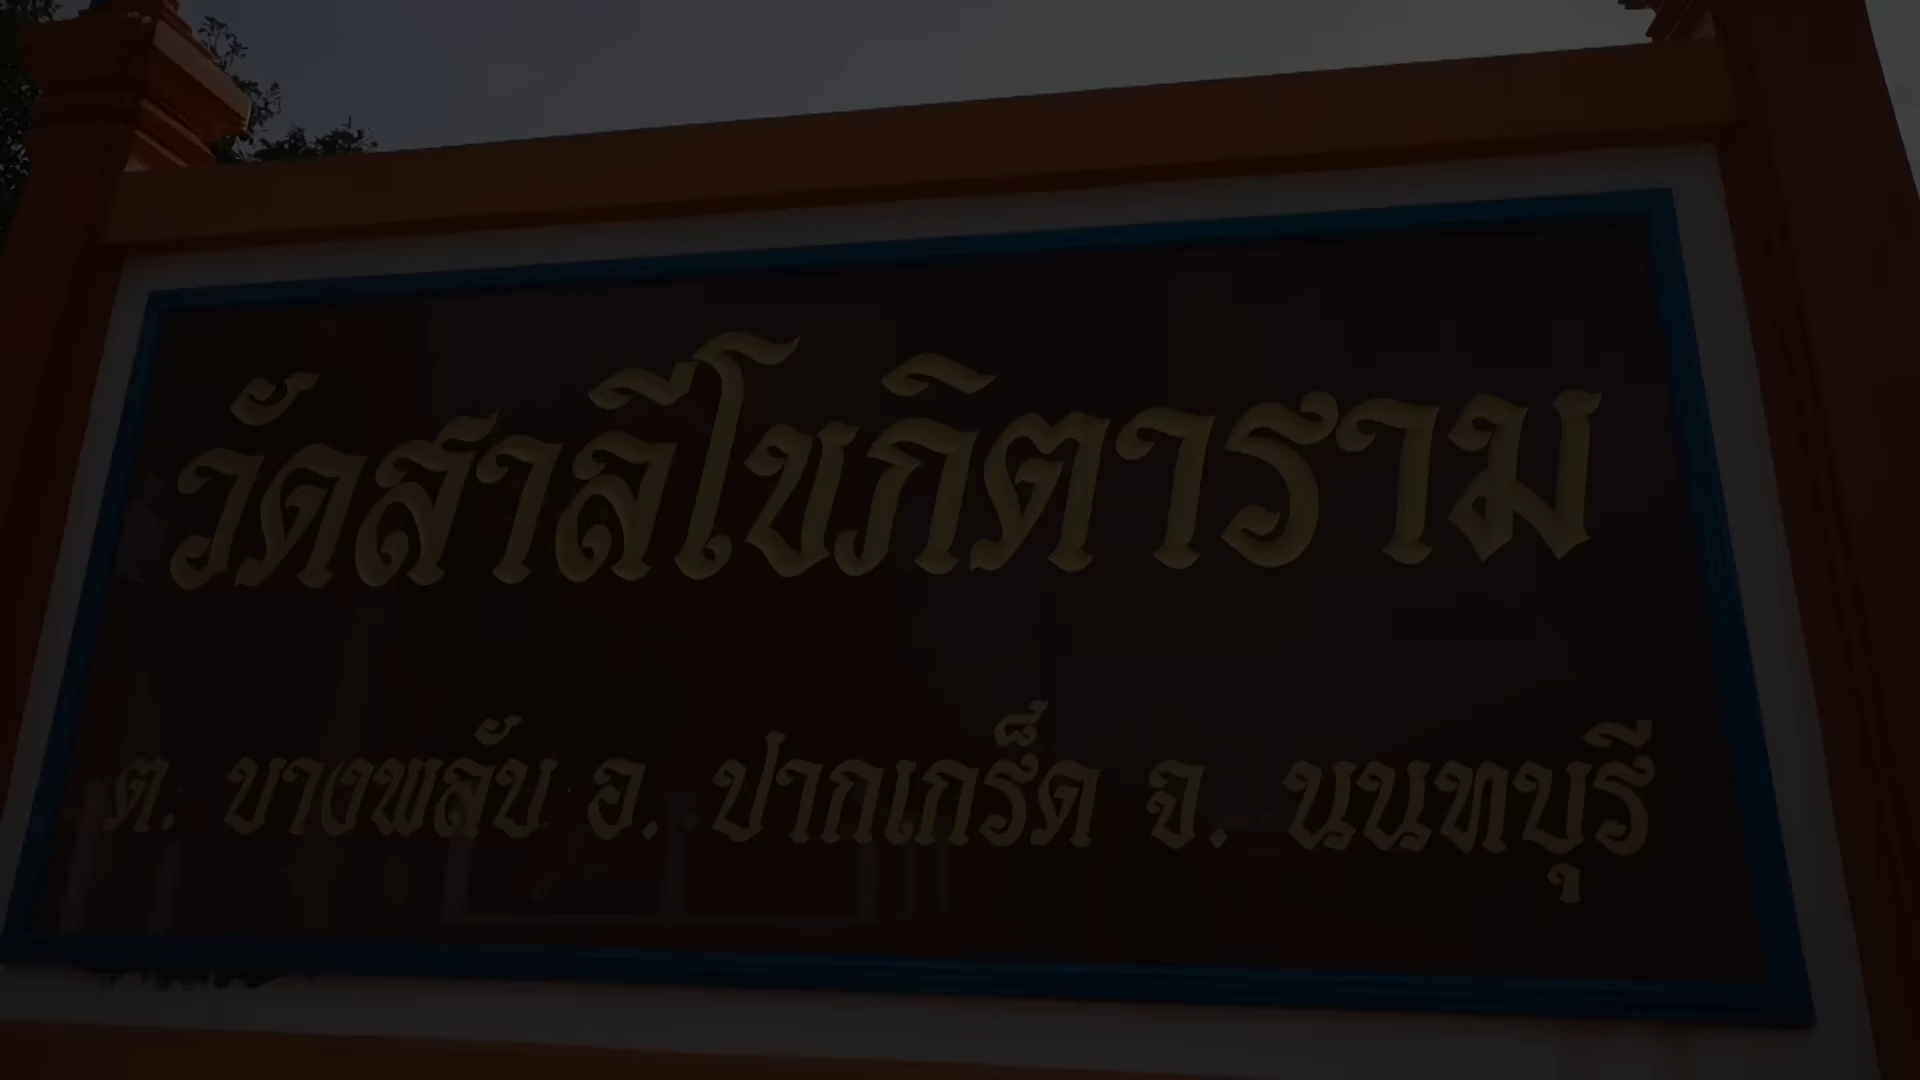 วัดสาลีโขภิตาราม
ต. บางพลับ อ. ปากเกร็ด จ. นนทบุรี